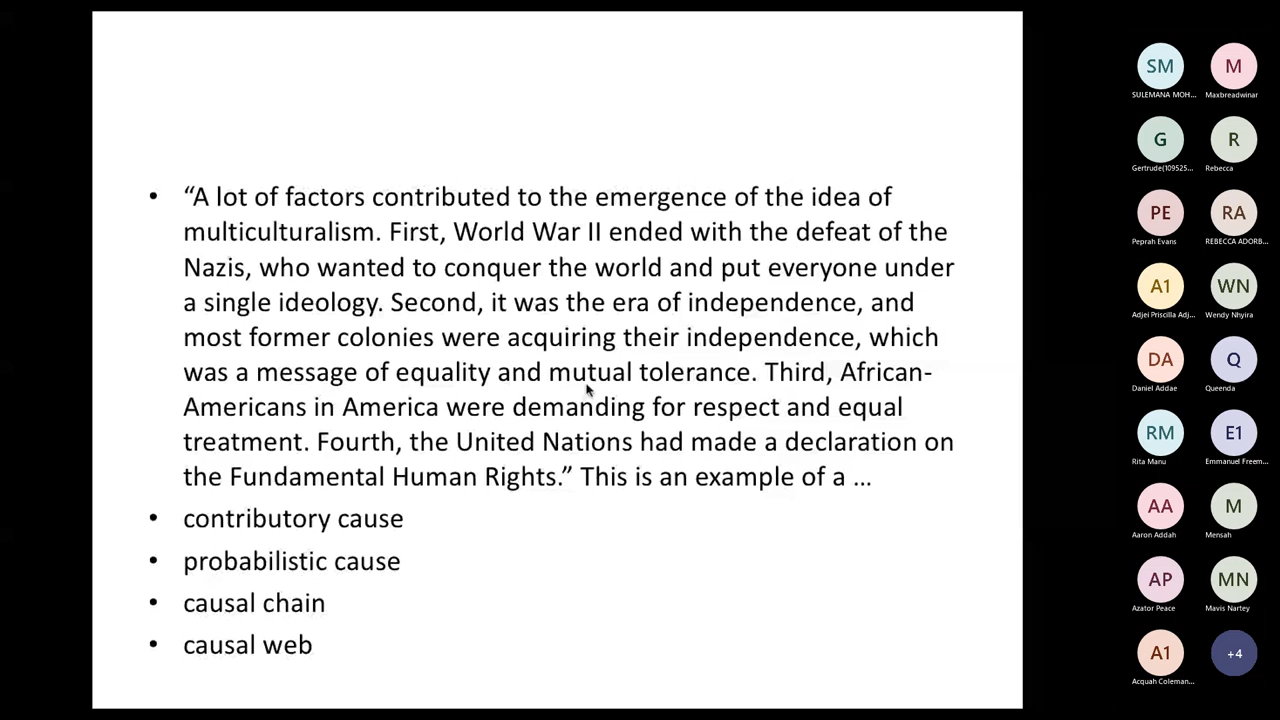 • “A lot of factors contributed to the emergence of the idea of
multiculturalism. First, World War II ended with the defeat of the
Nazis, who wanted to conquer the world and put everyone under
a single ideology. Second, it was the era of independence, and
most former colonies were acquiring their independence, which
was a message of equality and mutual tolerance. Third, African-
Americans in America were demanding for respect and equal
treatment. Fourth, the United Nations had made a declaration on
the Fundamental Human Rights.” This is an example of a ...
• contributory cause
• probabilistic cause
• causal chain
• causal web
SM M
SULEMANA MOH... Maxbreadwinar
G R
Gertrude(109525... Rebecca
PE RA
Peprah Evans REBECCA ADORB...
A1 WN
Adjei Priscilla Adj... Wendy Nhyira
DA Q
Daniel Addae Queenda
RM E1
Rita Manu Emmanuel Freem...
AA M
Aaron Addah Mensah
AP MN
Azator Peace Mavis Nartey
A1 +4
Acquah Coleman...